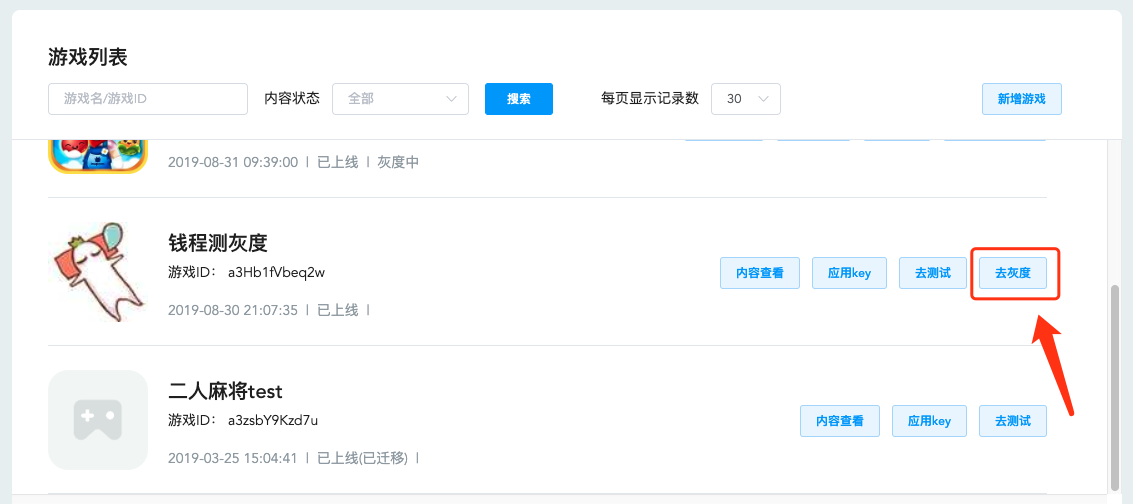 游戏列表
游戏名/游戏ID 内容状态 全部 搜索 每页显示记录数 30 新增游戏
2019-08-31 09:39:00 | 已上线 | 灰度中
钱程测灰度
游戏ID： a3Hb1fVbeq2w
内容查看 应用key 去测试 去灰度
2019-08-30 21:07:35 | 已上线 |
二人麻将test
游戏ID： a3zsbY9Kzd7u
内容查看 应用key 去测试
2019-03-25 15:04:41 | 已上线(已迁移) |